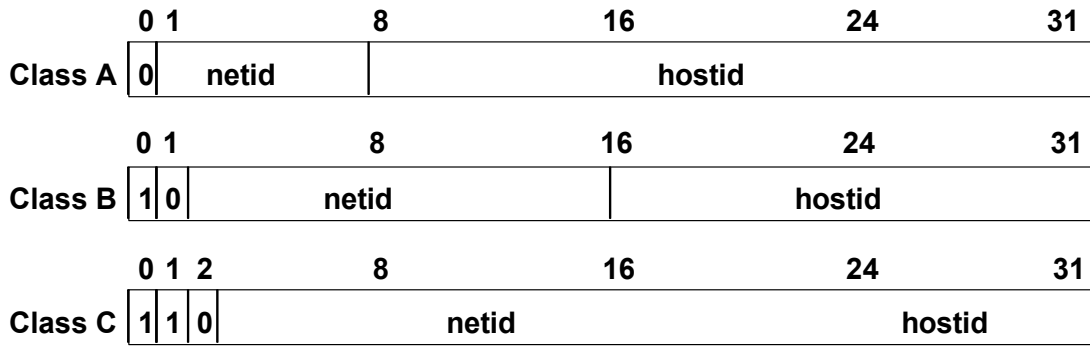 0 1 8 16 24 31
Class A 0 netid hostid
0 1 8 16 24 31
Class B 1 0 netid hostid
0 1 2 8 16 24 31
Class C 1 1 0 netid hostid